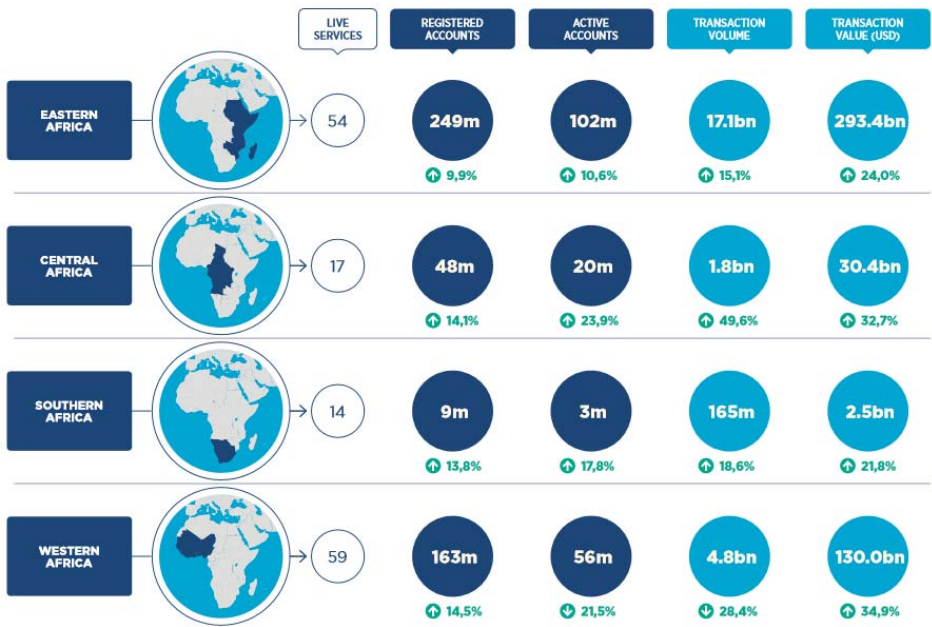 LIVE
SERVICES
REGISTERED
ACCOUNTS
ACTIVE
ACCOUNTS
TRANSACTION
VOLUME
TRANSACTION
VALUE (USD)
EASTERN
AFRICA
54
249m
102m
17.1bn
293.4bn
9,9%
10,6%
15,1%
24,0%
CENTRAL
AFRICA
17
48m
20m
1.8bn
30.4bn
14,1%
23,9%
49,6%
32,7%
SOUTHERN
AFRICA
14
9m
3m
165m
2.5bn
13,8%
17,8%
18,6%
21,8%
WESTERN
AFRICA
59
163m
56m
4.8bn
130.0bn
14,5%
21,5%
28,4%
34,9%